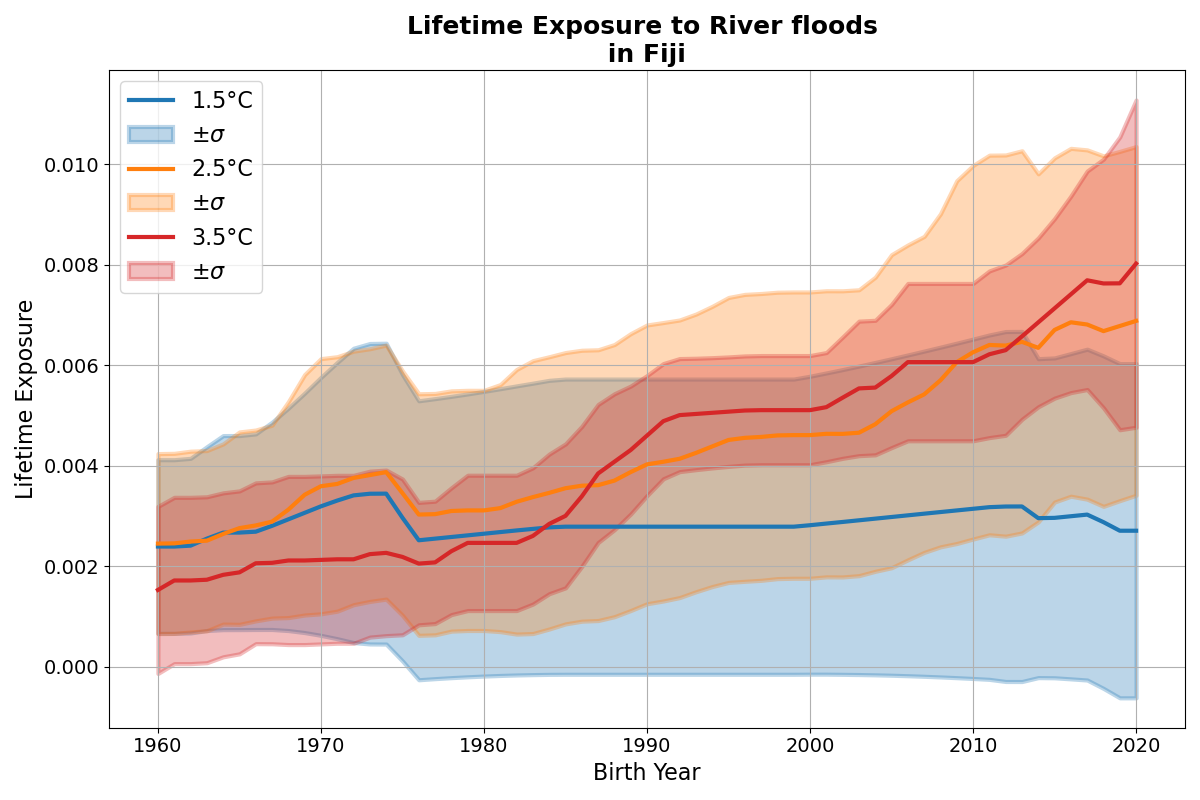 Lifetime Exposure to River floods
in Fiji
1.5°C
±σ
2.5°C
±σ
3.5°C
±σ
Lifetime Exposure
0.010
0.008
0.006
0.004
0.002
0.000
1960 1970 1980 1990 2000 2010 2020
Birth Year